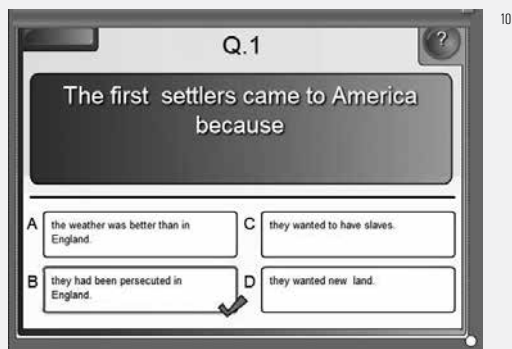 10
Q.1
?
The first settlers came to America
because
A
the weather was better than in
England.
C
they wanted to have slaves.
B
they had been persecuted in
England.
D
they wanted new land.